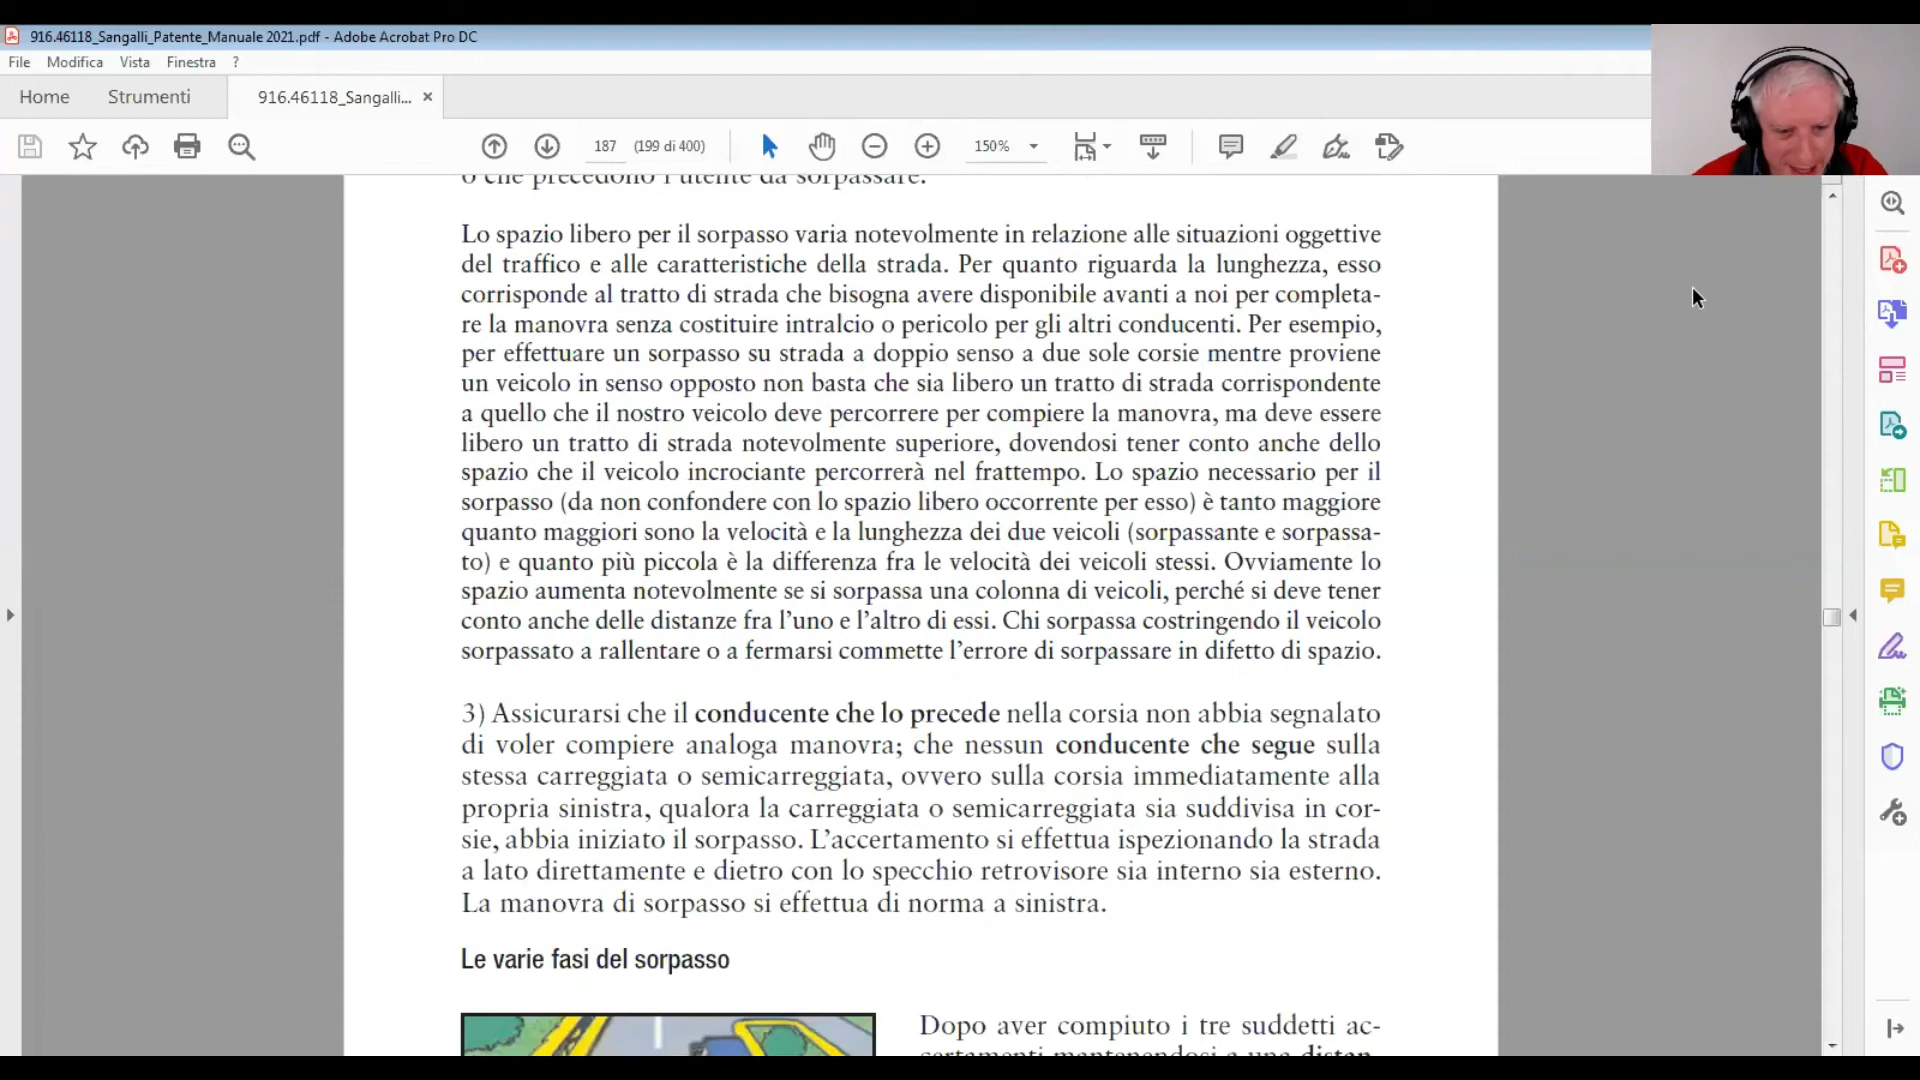 916.46118_Sangalli_Patente_Manuale 2021.pdf - Adobe Acrobat Pro DC
File Modifica Vista Finestra ?
Home Strumenti 916.46118_Sangalli... ×
187 (199 di 400) 150%
o che precedono l'utente da sorpassare.
Lo spazio libero per il sorpasso varia notevolmente in relazione alle situazioni oggettive
del traffico e alle caratteristiche della strada. Per quanto riguarda la lunghezza, esso
corrisponde al tratto di strada che bisogna avere disponibile avanti a noi per completa-
re la manovra senza costituire intralcio o pericolo per gli altri conducenti. Per esempio,
per effettuare un sorpasso su strada a doppio senso a due sole corsie mentre proviene
un veicolo in senso opposto non basta che sia libero un tratto di strada corrispondente
a quello che il nostro veicolo deve percorrere per compiere la manovra, ma deve essere
libero un tratto di strada notevolmente superiore, dovendosi tener conto anche dello
spazio che il veicolo incrociante percorrerà nel frattempo. Lo spazio necessario per il
sorpasso (da non confondere con lo spazio libero occorrente per esso) è tanto maggiore
quanto maggiori sono la velocità e la lunghezza dei due veicoli (sorpassante e sorpassa-
to) e quanto più piccola è la differenza fra le velocità dei veicoli stessi. Ovviamente lo
spazio aumenta notevolmente se si sorpassa una colonna di veicoli, perché si deve tener
conto anche delle distanze fra l'uno e l'altro di essi. Chi sorpassa costringendo il veicolo
sorpassato a rallentare o a fermarsi commette l'errore di sorpassare in difetto di spazio.
3) Assicurarsi che il conducente che lo precede nella corsia non abbia segnalato
di voler compiere analoga manovra; che nessun conducente che segue sulla
stessa carreggiata o semicarreggiata, ovvero sulla corsia immediatamente alla
propria sinistra, qualora la carreggiata o semicarreggiata sia suddivisa in cor-
sie, abbia iniziato il sorpasso. L'accertamento si effettua ispezionando la strada
a lato direttamente e dietro con lo specchio retrovisore sia interno sia esterno.
La manovra di sorpasso si effettua di norma a sinistra.
Le varie fasi del sorpasso
Dopo aver compiuto i tre suddetti ac-
certamenti mantenendosi a una distan-